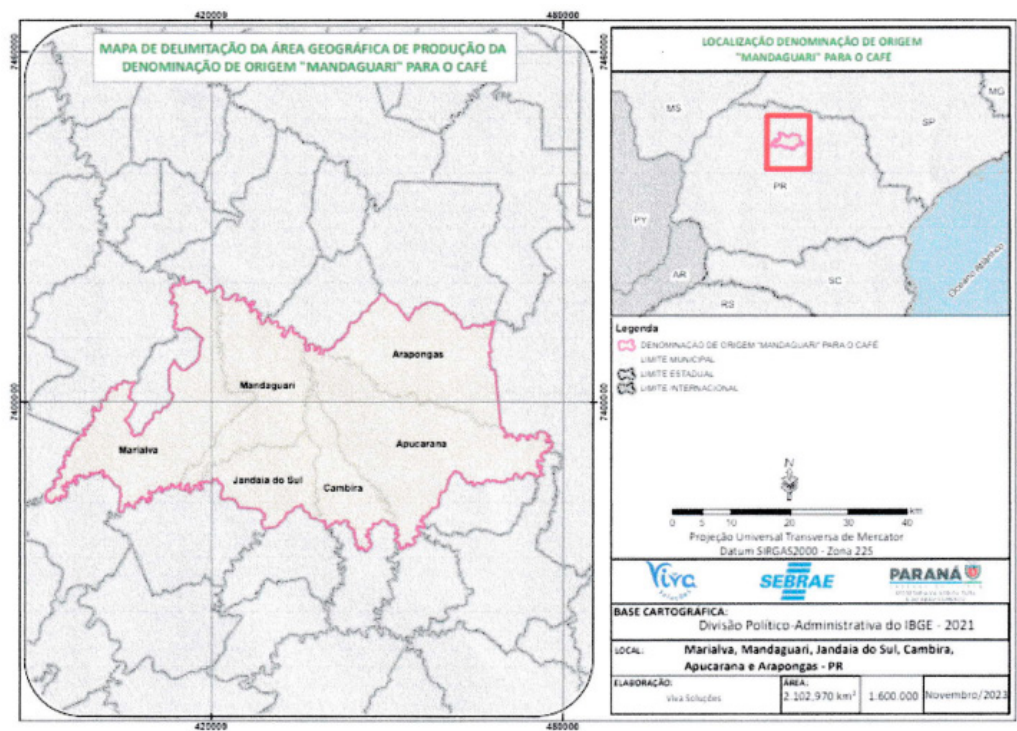 420000
480000
MAPA DE DELIMITAÇÃO DA ÁREA GEOGRÁFICA DE PRODUÇÃO DA
DENOMINAÇÃO DE ORIGEM "MANDAGUARI" PARA O CAFÉ
7460000
7460000
Arapongas
Mandaguari
7400000
7400000
Marialva
Apucarana
Jandaia do Sul
Cambira
420000
480000
LOCALIZAÇÃO DENOMINAÇÃO DE ORIGEM
"MANDAGUARI" PARA O CAFÉ
MS
MG
SP
PR
PY
AR
SC
RS
Oceano Atlântico
Legenda
DENOMINAÇÃO DE ORIGEM "MANDAGUARI" PARA O CAFÉ
LIMITE MUNICIPAL
LIMITE ESTADUAL
LIMITE INTERNACIONAL
N
km
0 5 10 20 30 40
Projeção Universal Transversa de Mercator
Datum SIRGAS2000 - Zona 22S
Viva
Soluções
SEBRAE
PARANÁ
BASE CARTOGRÁFICA:
Divisão Político-Administrativa do IBGE - 2021
LOCAL: Marialva, Mandaguari, Jandaia do Sul, Cambira,
Apucarana e Arapongas - PR
ELABORAÇÃO:
Viva Soluções
ÁREA:
2.102,970 km²
1:600.000
Novembro/2023